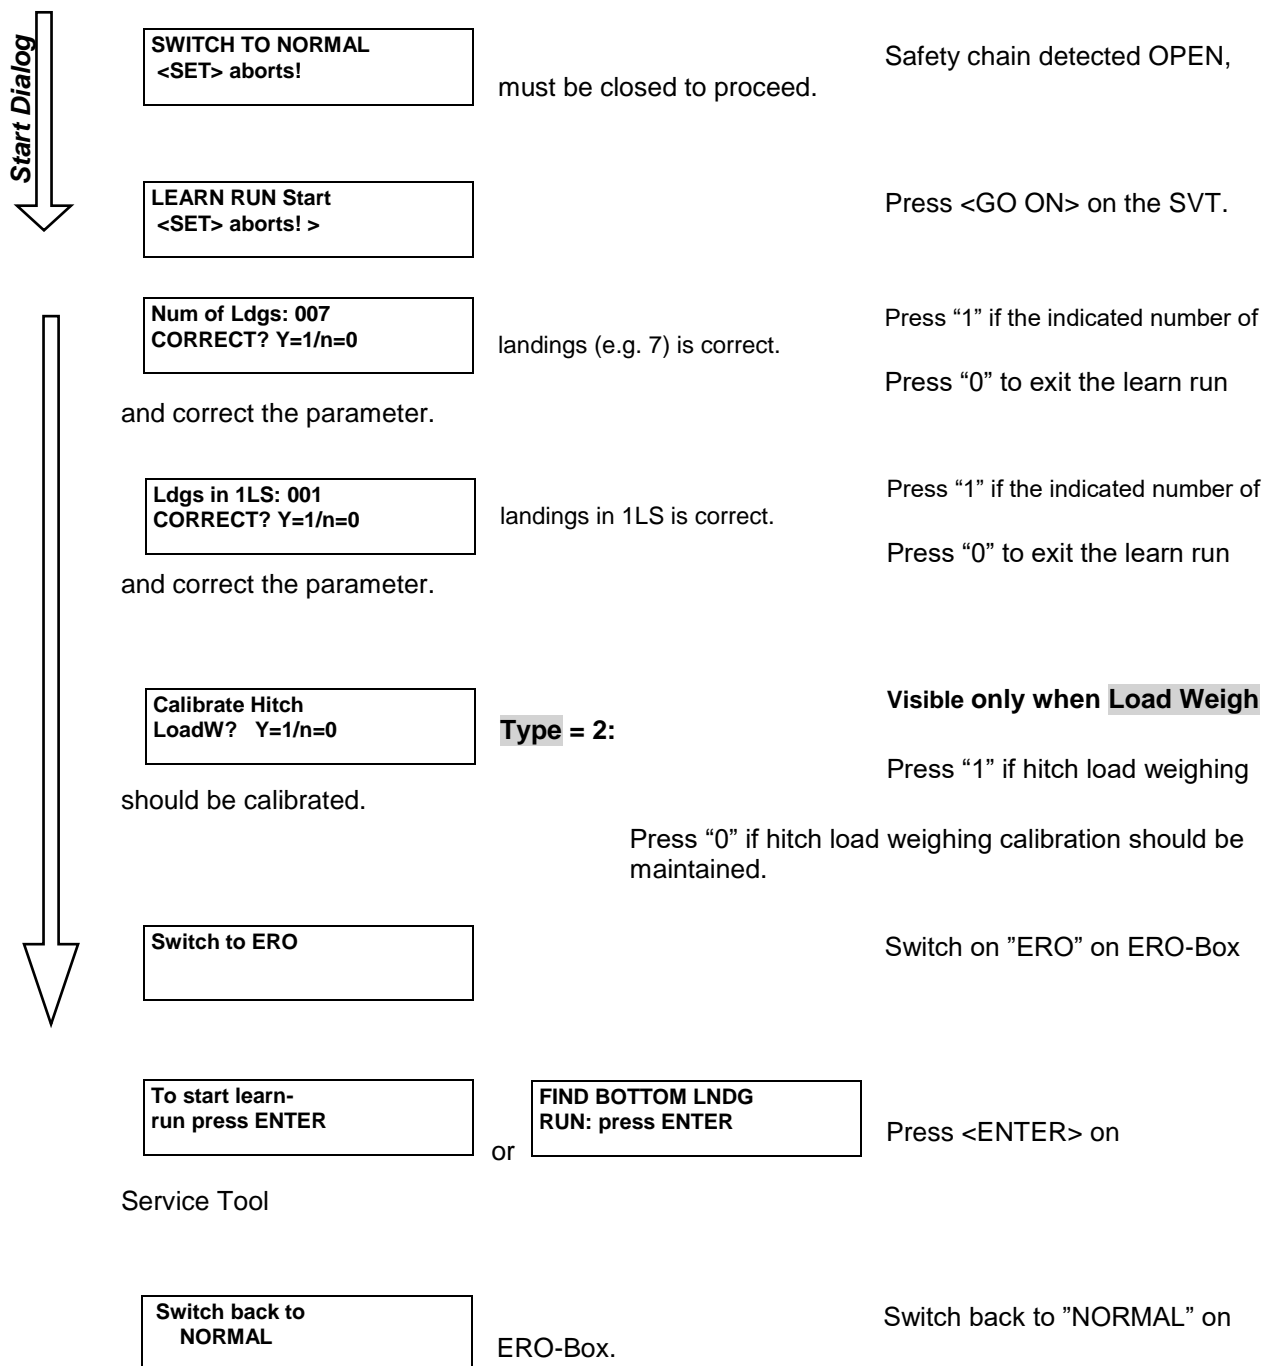 Start Dialog
SWITCH TO NORMAL
<SET> aborts!
Safety chain detected OPEN,
must be closed to proceed.
LEARN RUN Start
<SET> aborts! >
Press <GO ON> on the SVT.
Num of Ldgs: 007
CORRECT? Y=1/n=0
Press “1” if the indicated number of
landings (e.g. 7) is correct.
Press “0” to exit the learn run
and correct the parameter.
Ldgs in 1LS: 001
CORRECT? Y=1/n=0
Press “1” if the indicated number of
landings in 1LS is correct.
Press “0” to exit the learn run
and correct the parameter.
Calibrate Hitch
LoadW? Y=1/n=0
Visible only when Load Weigh
Type = 2:
Press “1” if hitch load weighing
should be calibrated.
Press “0” if hitch load weighing calibration should be
maintained.
Switch to ERO
Switch on ”ERO” on ERO-Box
To start learn-
run press ENTER
or
FIND BOTTOM LNDG
RUN: press ENTER
Press <ENTER> on
Service Tool
Switch back to
NORMAL
Switch back to ”NORMAL” on
ERO-Box.